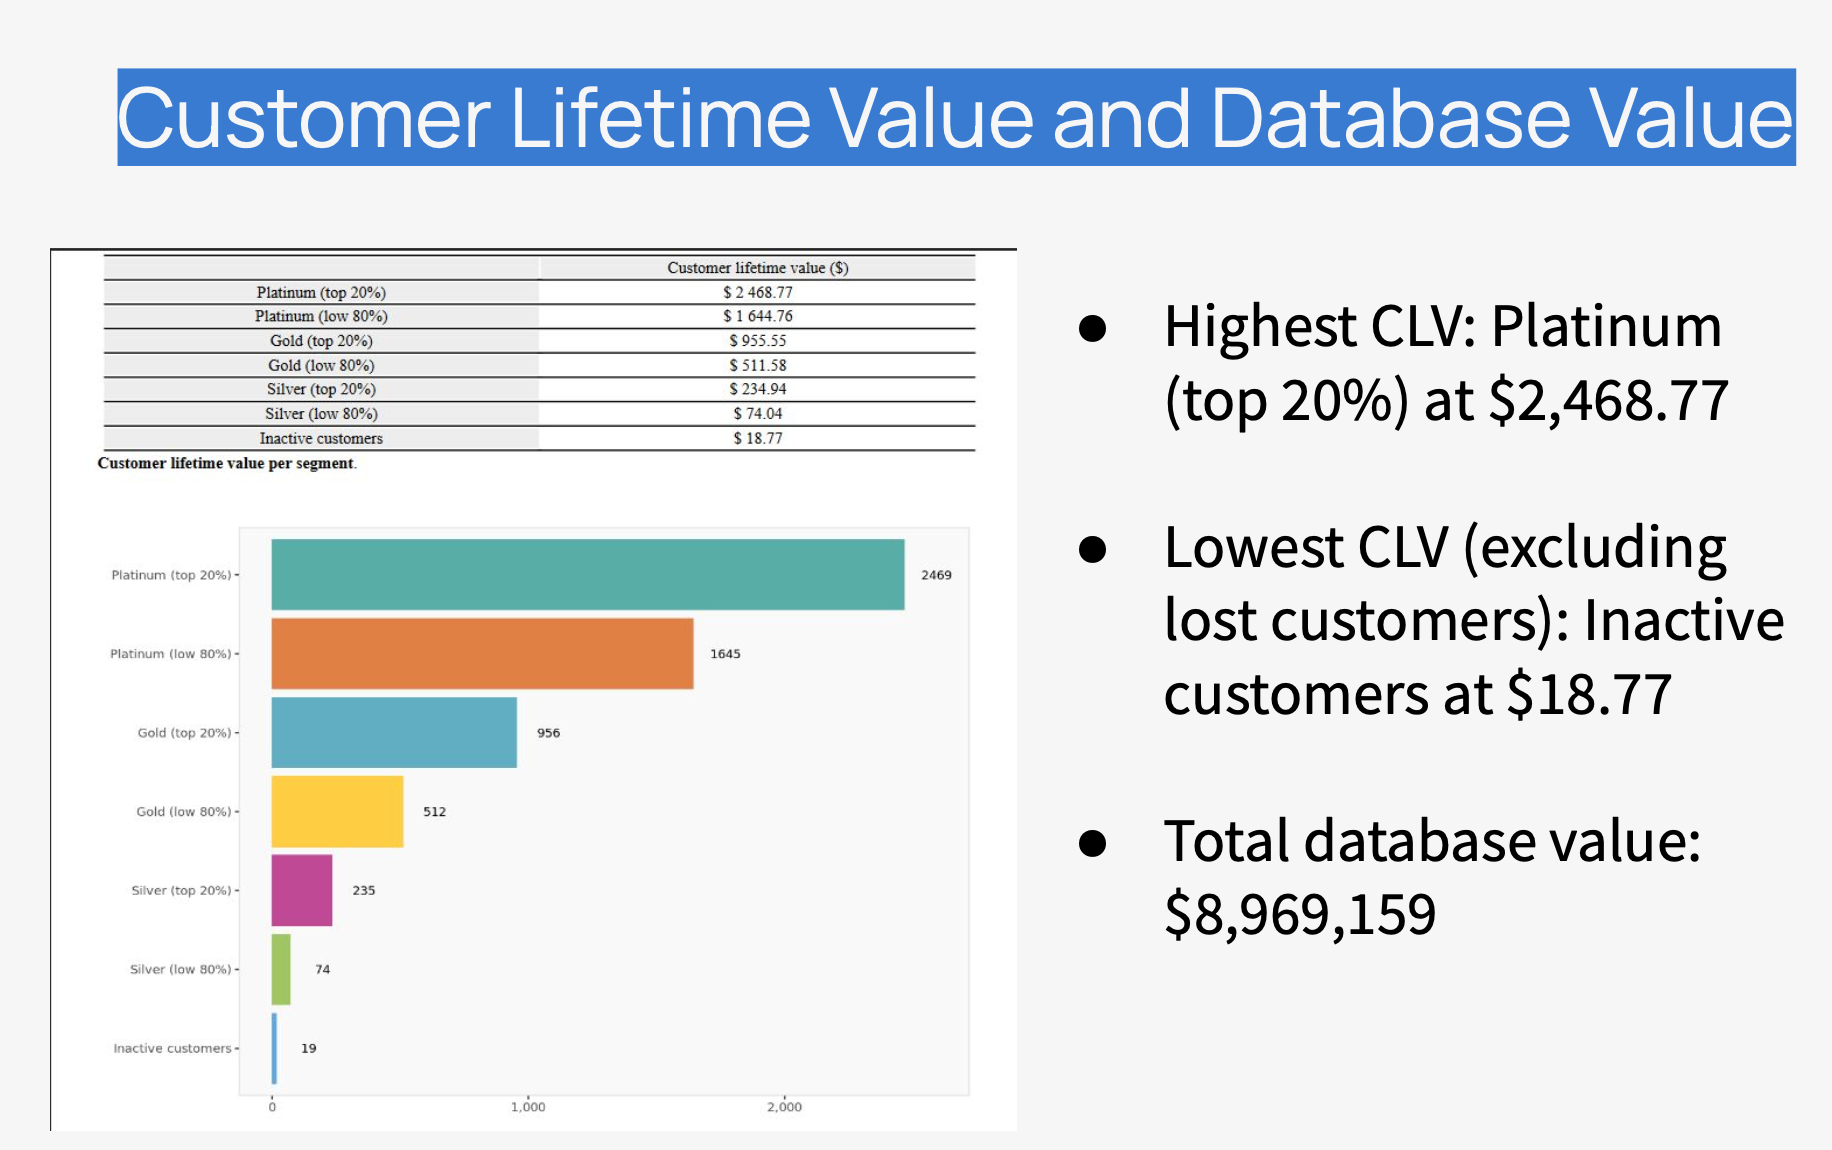 Customer Lifetime Value and Database Value
Customer lifetime value ($)
Platinum (top 20%) $ 2 468.77
Platinum (low 80%) $ 1 644.76
Gold (top 20%) $ 955.55
Gold (low 80%) $ 511.58
Silver (top 20%) $ 234.94
Silver (low 80%) $ 74.04
Inactive customers $ 18.77
Customer lifetime value per segment.
Platinum (top 20%) 2469
Platinum (low 80%) 1645
Gold (top 20%) 956
Gold (low 80%) 512
Silver (top 20%) 235
Silver (low 80%) 74
Inactive customers 19
0 1,000 2,000
● Highest CLV: Platinum
(top 20%) at $2,468.77
● Lowest CLV (excluding
lost customers): Inactive
customers at $18.77
● Total database value:
$8,969,159